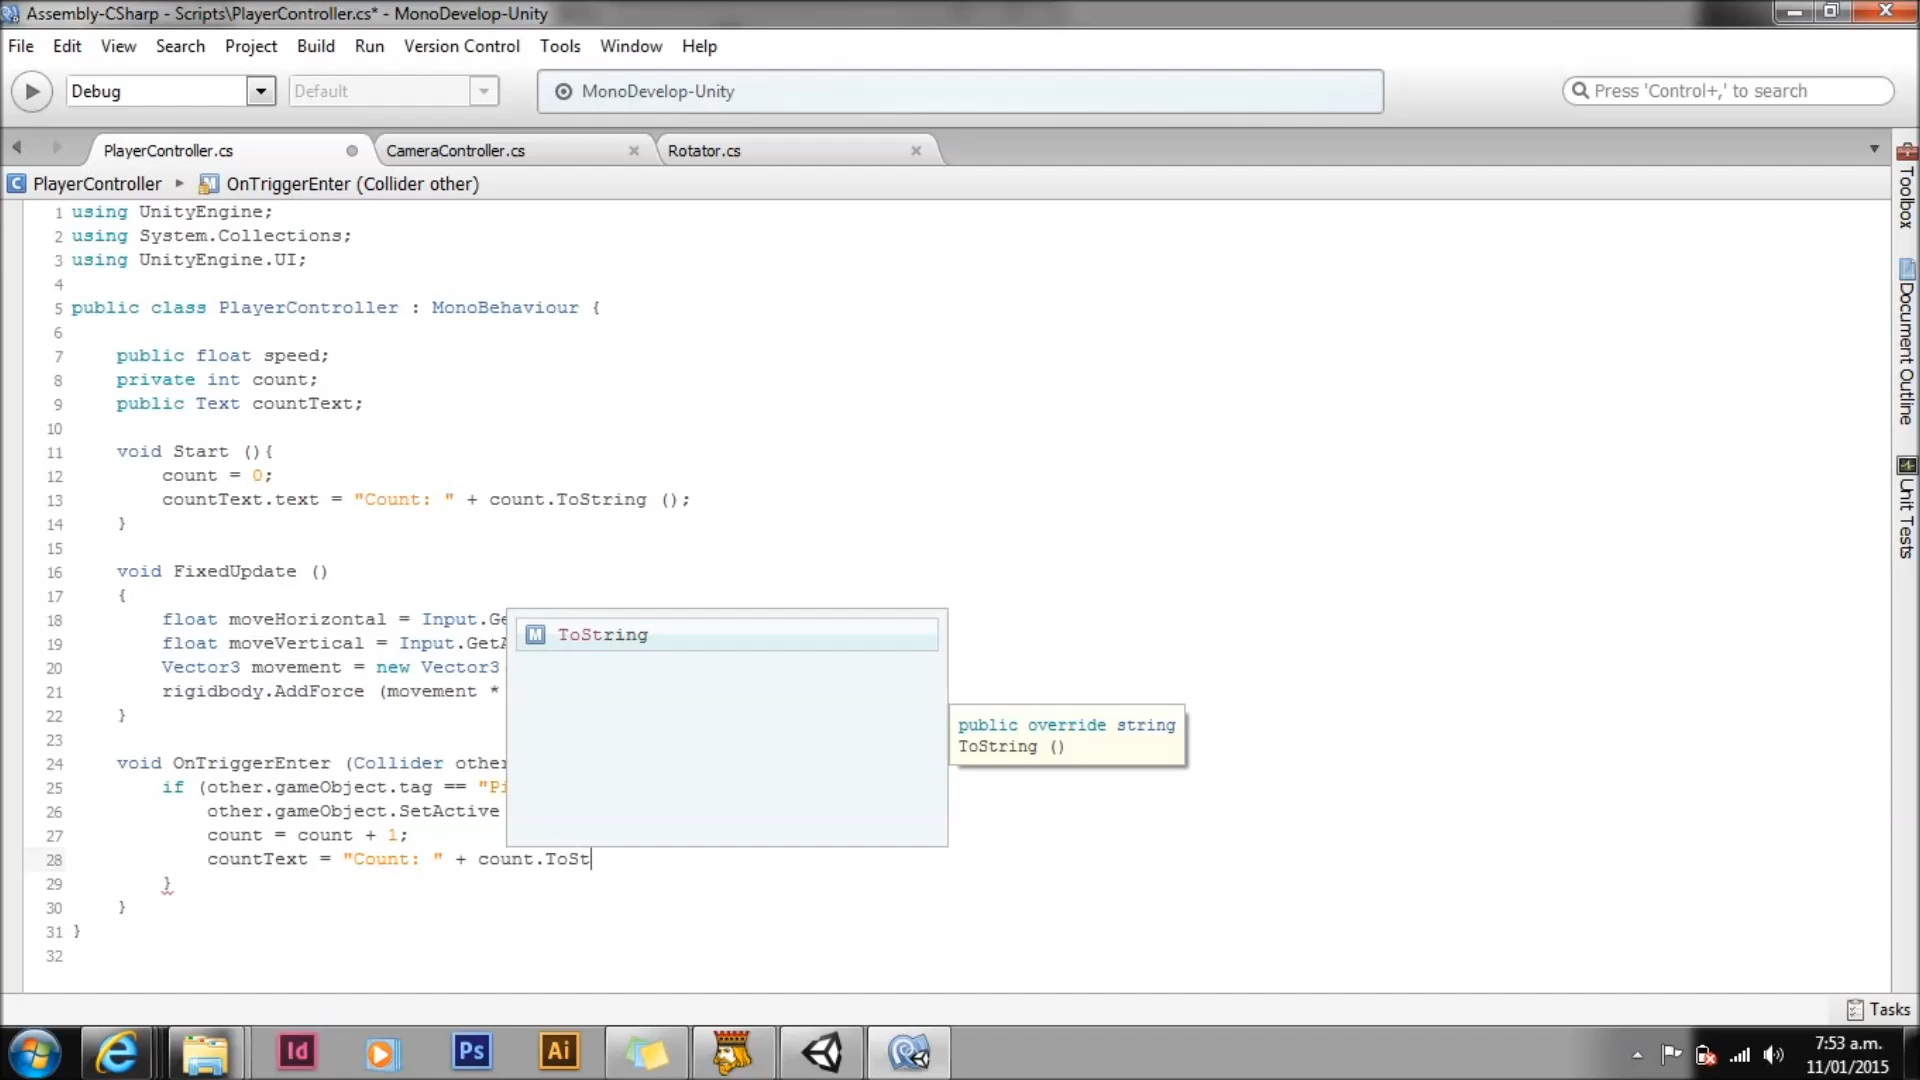 Assembly-CSharp - Scripts\PlayerController.cs* - MonoDevelop-Unity
File Edit View Search Project Build Run Version Control Tools Window Help
Debug Default MonoDevelop-Unity Press 'Control+,' to search
PlayerController.cs CameraController.cs Rotator.cs
PlayerController OnTriggerEnter (Collider other)
1 using UnityEngine;
2 using System.Collections;
3 using UnityEngine.UI;
4
5 public class PlayerController : MonoBehaviour {
6
7 public float speed;
8 private int count;
9 public Text countText;
10
11 void Start (){
12 count = 0;
13 countText.text = "Count: " + count.ToString ();
14 }
15
16 void FixedUpdate ()
17 {
18 float moveHorizontal = Input.Ge
19 float moveVertical = Input.GetA
20 Vector3 movement = new Vector3
21 rigidbody.AddForce (movement *
22 }
23
24 void OnTriggerEnter (Collider other
25 if (other.gameObject.tag == "Pi
26 other.gameObject.SetActive
27 count = count + 1;
28 countText = "Count: " + count.ToSt
29 }
30 }
31 }
32
ToString
public override string
ToString ()
Toolbox
Document Outline
Unit Tests
Tasks
Id Ps Ai
7:53 a.m.
11/01/2015